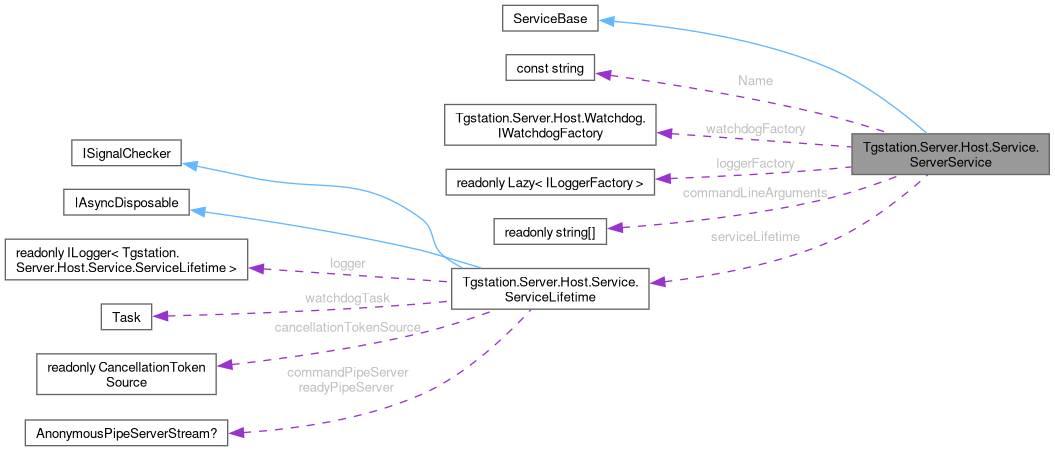 ServiceBase
const string
Name
Tgstation.Server.Host.Watchdog.
IWatchdogFactory
watchdogFactory
Tgstation.Server.Host.Service.
ServerService
readonly Lazy< ILoggerFactory >
loggerFactory
commandLineArguments
readonly string[]
serviceLifetime
ISignalChecker
IAsyncDisposable
readonly ILogger< Tgstation.
Server.Host.Service.ServiceLifetime >
logger
Tgstation.Server.Host.Service.
ServiceLifetime
Task
watchdogTask
cancellationTokenSource
readonly CancellationToken
Source
commandPipeServer
readyPipeServer
AnonymousPipeServerStream?